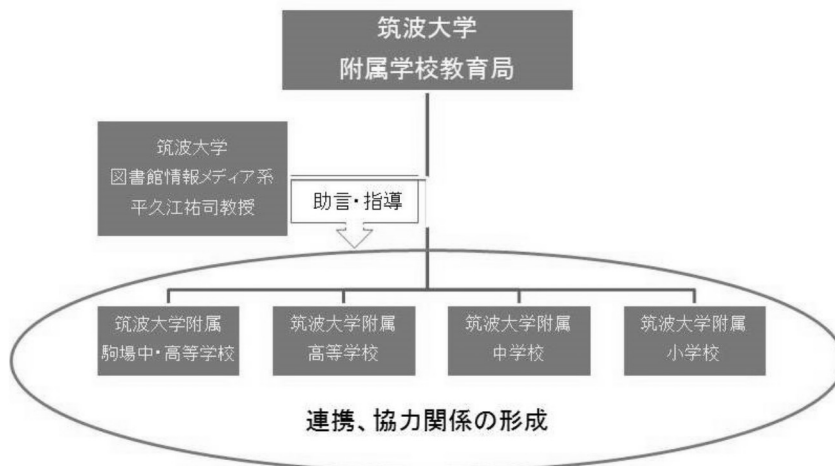 筑波大学
附属学校教育局
筑波大学
図書館情報メディア系
平久江祐司教授
助言・指導
筑波大学附属
駒場中・高等学校
筑波大学附属
高等学校
筑波大学附属
中学校
筑波大学附属
小学校
連携、協力関係の形成